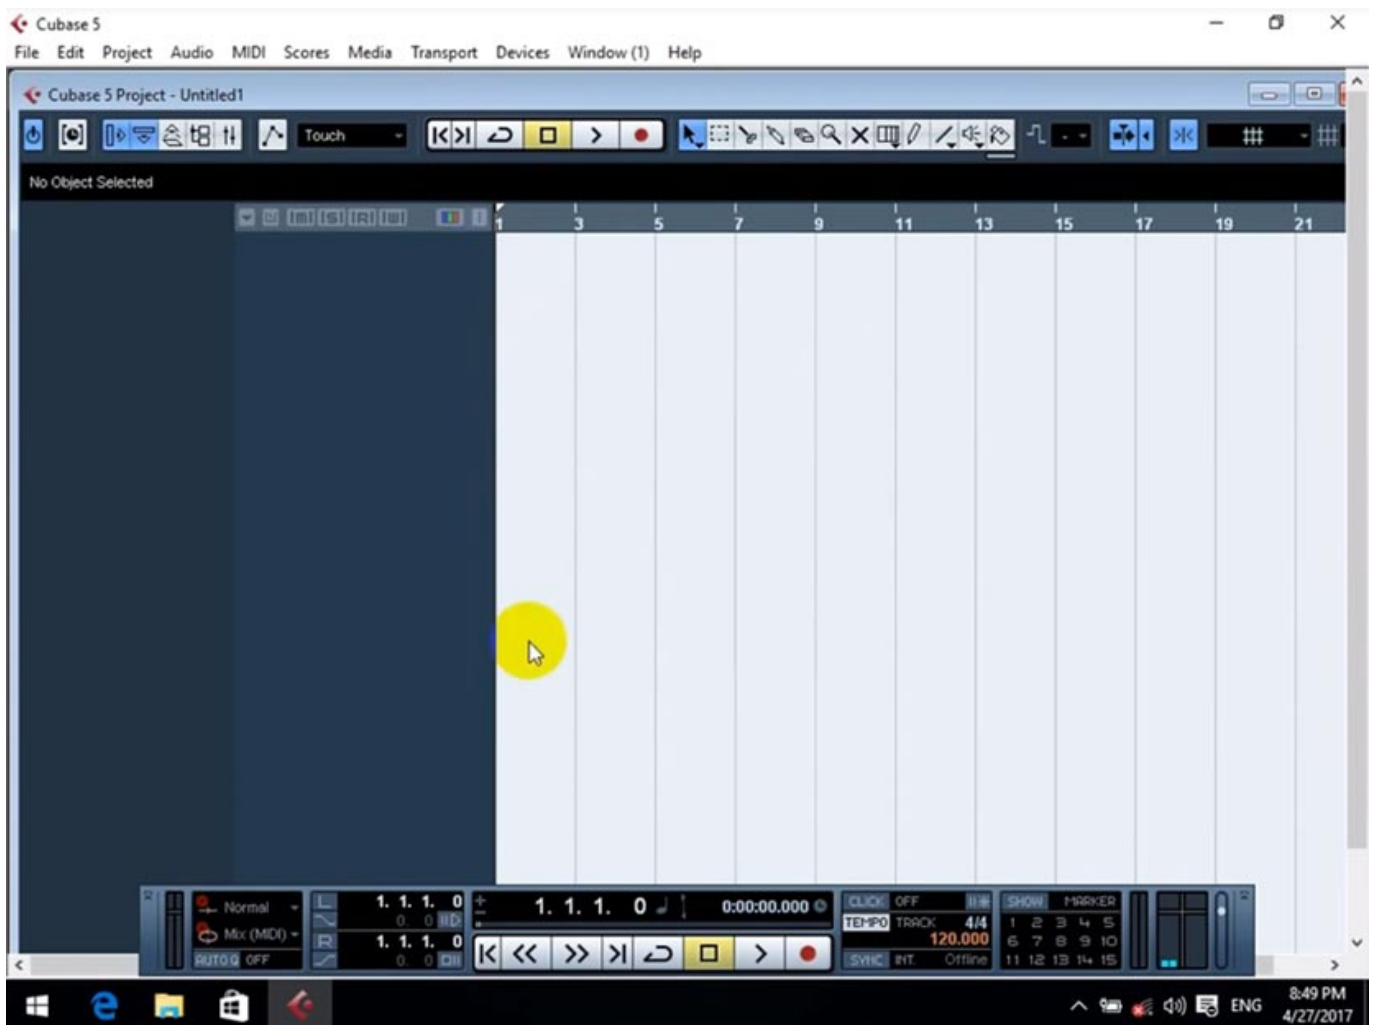 Cubase 5
File Edit Project Audio MIDI Scores Media Transport Devices Window (1) Help
Cubase 5 Project - Untitled1
Touch
No Object Selected
1 3 5 7 9 11 13 15 17 19 21
Normal
Mix (MIDI)
AUTO Q OFF
L 1. 1. 1. 0
0. 0
R 1. 1. 1. 0
0. 0
1. 1. 1. 0
0:00:00.000
CLICK OFF
TEMPO TRACK 4/4
120.000
SYNC INT. Offline
SHOW MARKER
1 2 3 4 5
6 7 8 9 10
11 12 13 14 15
ENG
8:49 PM
4/27/2017